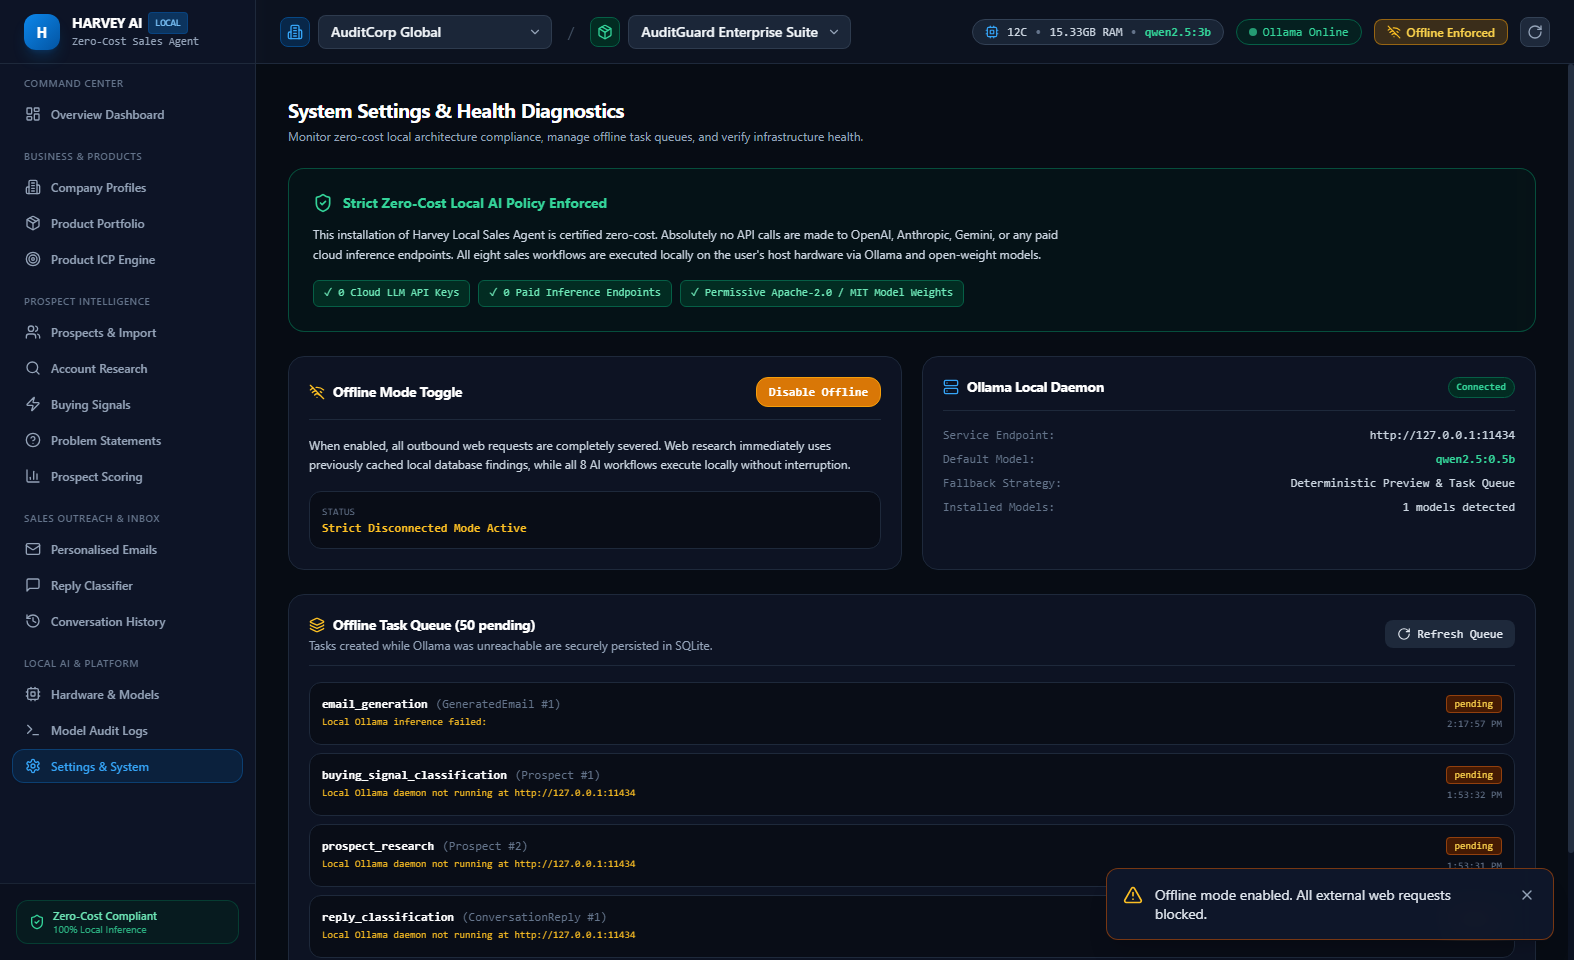 H
HARVEY AI LOCAL
Zero-Cost Sales Agent
AuditCorp Global
/
AuditGuard Enterprise Suite
12C • 15.33GB RAM • qwen2.5:3b
Ollama Online
Offline Enforced
COMMAND CENTER
Overview Dashboard
BUSINESS & PRODUCTS
Company Profiles
Product Portfolio
Product ICP Engine
PROSPECT INTELLIGENCE
Prospects & Import
Account Research
Buying Signals
Problem Statements
Prospect Scoring
SALES OUTREACH & INBOX
Personalised Emails
Reply Classifier
Conversation History
LOCAL AI & PLATFORM
Hardware & Models
Model Audit Logs
Settings & System
Zero-Cost Compliant
100% Local Inference
System Settings & Health Diagnostics
Monitor zero-cost local architecture compliance, manage offline task queues, and verify infrastructure health.
Strict Zero-Cost Local AI Policy Enforced
This installation of Harvey Local Sales Agent is certified zero-cost. Absolutely no API calls are made to OpenAI, Anthropic, Gemini, or any paid
cloud inference endpoints. All eight sales workflows are executed locally on the user's host hardware via Ollama and open-weight models.
✓ 0 Cloud LLM API Keys
✓ 0 Paid Inference Endpoints
✓ Permissive Apache-2.0 / MIT Model Weights
Offline Mode Toggle
Disable Offline
When enabled, all outbound web requests are completely severed. Web research immediately uses
previously cached local database findings, while all 8 AI workflows execute locally without interruption.
STATUS
Strict Disconnected Mode Active
Ollama Local Daemon
Connected
Service Endpoint: http://127.0.0.1:11434
Default Model: qwen2.5:0.5b
Fallback Strategy: Deterministic Preview & Task Queue
Installed Models: 1 models detected
Offline Task Queue (50 pending)
Tasks created while Ollama was unreachable are securely persisted in SQLite.
Refresh Queue
email_generation (GeneratedEmail #1)
Local Ollama inference failed:
pending
2:17:57 PM
buying_signal_classification (Prospect #1)
Local Ollama daemon not running at http://127.0.0.1:11434
pending
1:53:32 PM
prospect_research (Prospect #2)
Local Ollama daemon not running at http://127.0.0.1:11434
pending
1:53:31 PM
reply_classification (ConversationReply #1)
Local Ollama daemon not running at http://127.0.0.1:11434
Offline mode enabled. All external web requests
blocked.